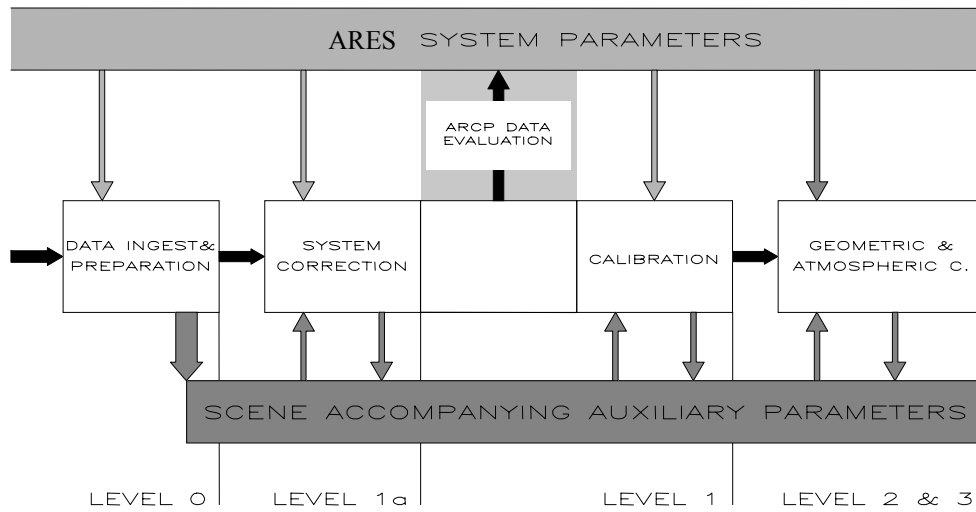 ARES SYSTEM PARAMETERS
ARCP DATA
EVALUATION
DATA INGEST&
PREPARATION
SYSTEM
CORRECTION
CALIBRATION
GEOMETRIC &
ATMOSPHERIC C.
SCENE ACCOMPANYING AUXILIARY PARAMETERS
LEVEL 0
LEVEL 1a
LEVEL 1
LEVEL 2 & 3